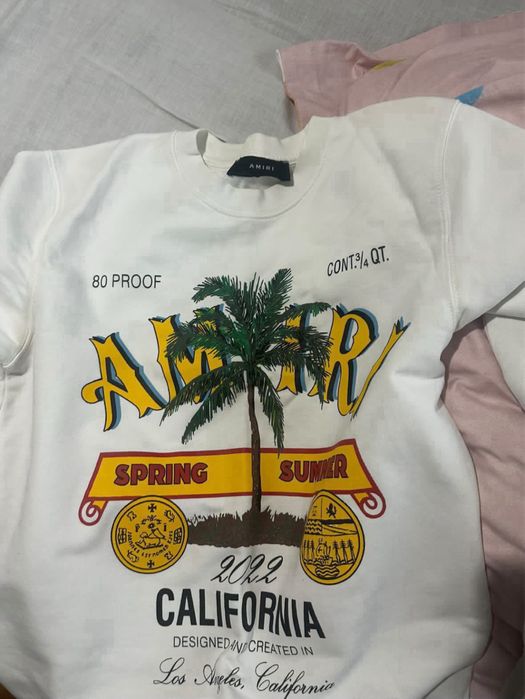 AMIRI
80 PROOF
CONT. 3/4 QT.
AMIRI
SPRING SUMMER
2022
CALIFORNIA
DESIGNED AND CREATED IN
Los Angeles, California